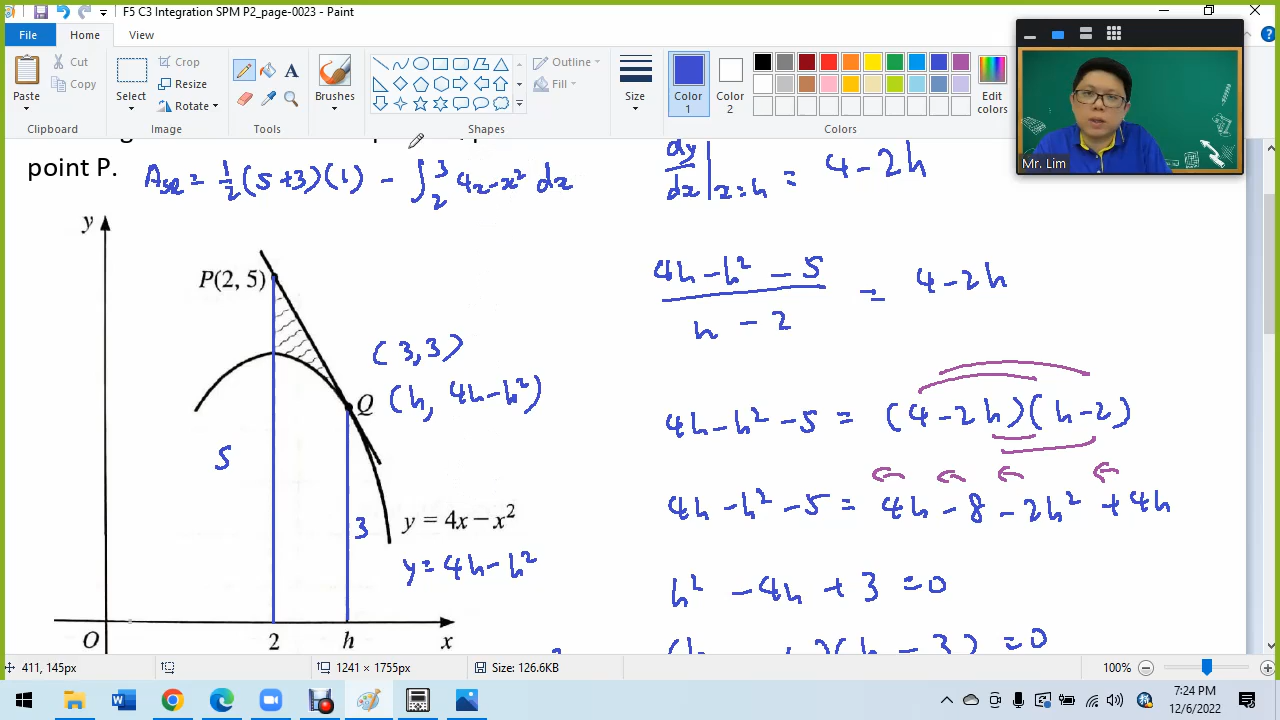 F5 C3 Integration SPM P2_page-0023 - Paint
File Home View
Paste Cut Copy Clipboard
Select Crop Resize Rotate Image
Tools
Brushes
Outline Fill Shapes
Size
Color 1 Color 2 Edit colors Colors
Mr. Lim
point P.
A_SR = 1/2 (5+3)(1) - ∫_2^3 4x-x² dx
dy/dx |x=h = 4-2h
y
P(2, 5)
(4h-h²-5)/(h-2) = 4-2h
(3,3)
Q (h, 4h-h²)
4h-h²-5 = (4-2h)(h-2)
5
4h-h²-5 = 4h-8-2h²+4h
3
y = 4x-x²
y=4h-h²
h²-4h+3=0
O 2 h x
h-3)=0
411, 145px 1241 × 1755px Size: 126.6KB 100%
7:24 PM
12/6/2022